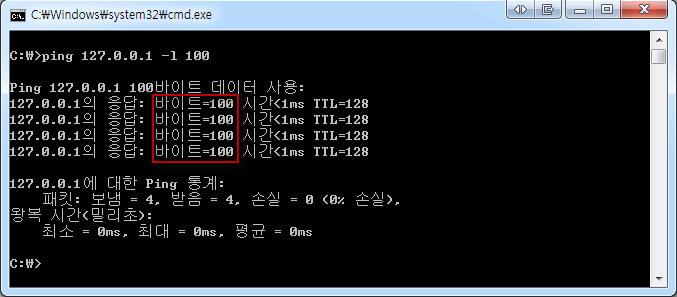 C:₩Windows₩system32₩cmd.exe
C:₩>ping 127.0.0.1 -l 100
Ping 127.0.0.1 100바이트 데이터 사용:
127.0.0.1의 응답: 바이트=100 시간<1ms TTL=128
127.0.0.1의 응답: 바이트=100 시간<1ms TTL=128
127.0.0.1의 응답: 바이트=100 시간<1ms TTL=128
127.0.0.1의 응답: 바이트=100 시간<1ms TTL=128
127.0.0.1에 대한 Ping 통계:
패킷: 보냄 = 4, 받음 = 4, 손실 = 0 (0% 손실),
왕복 시간(밀리초):
최소 = 0ms, 최대 = 0ms, 평균 = 0ms
C:₩>